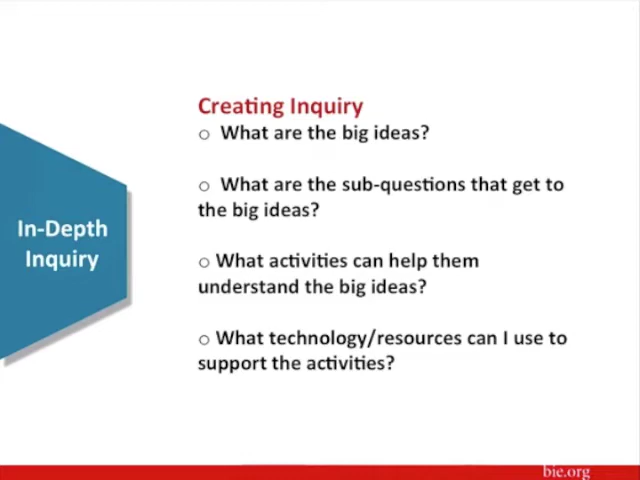 Creating Inquiry
o What are the big ideas?
o What are the sub-questions that get to
the big ideas?
In-Depth
Inquiry
o What activities can help them
understand the big ideas?
o What technology/resources can I use to
support the activities?
bie.org